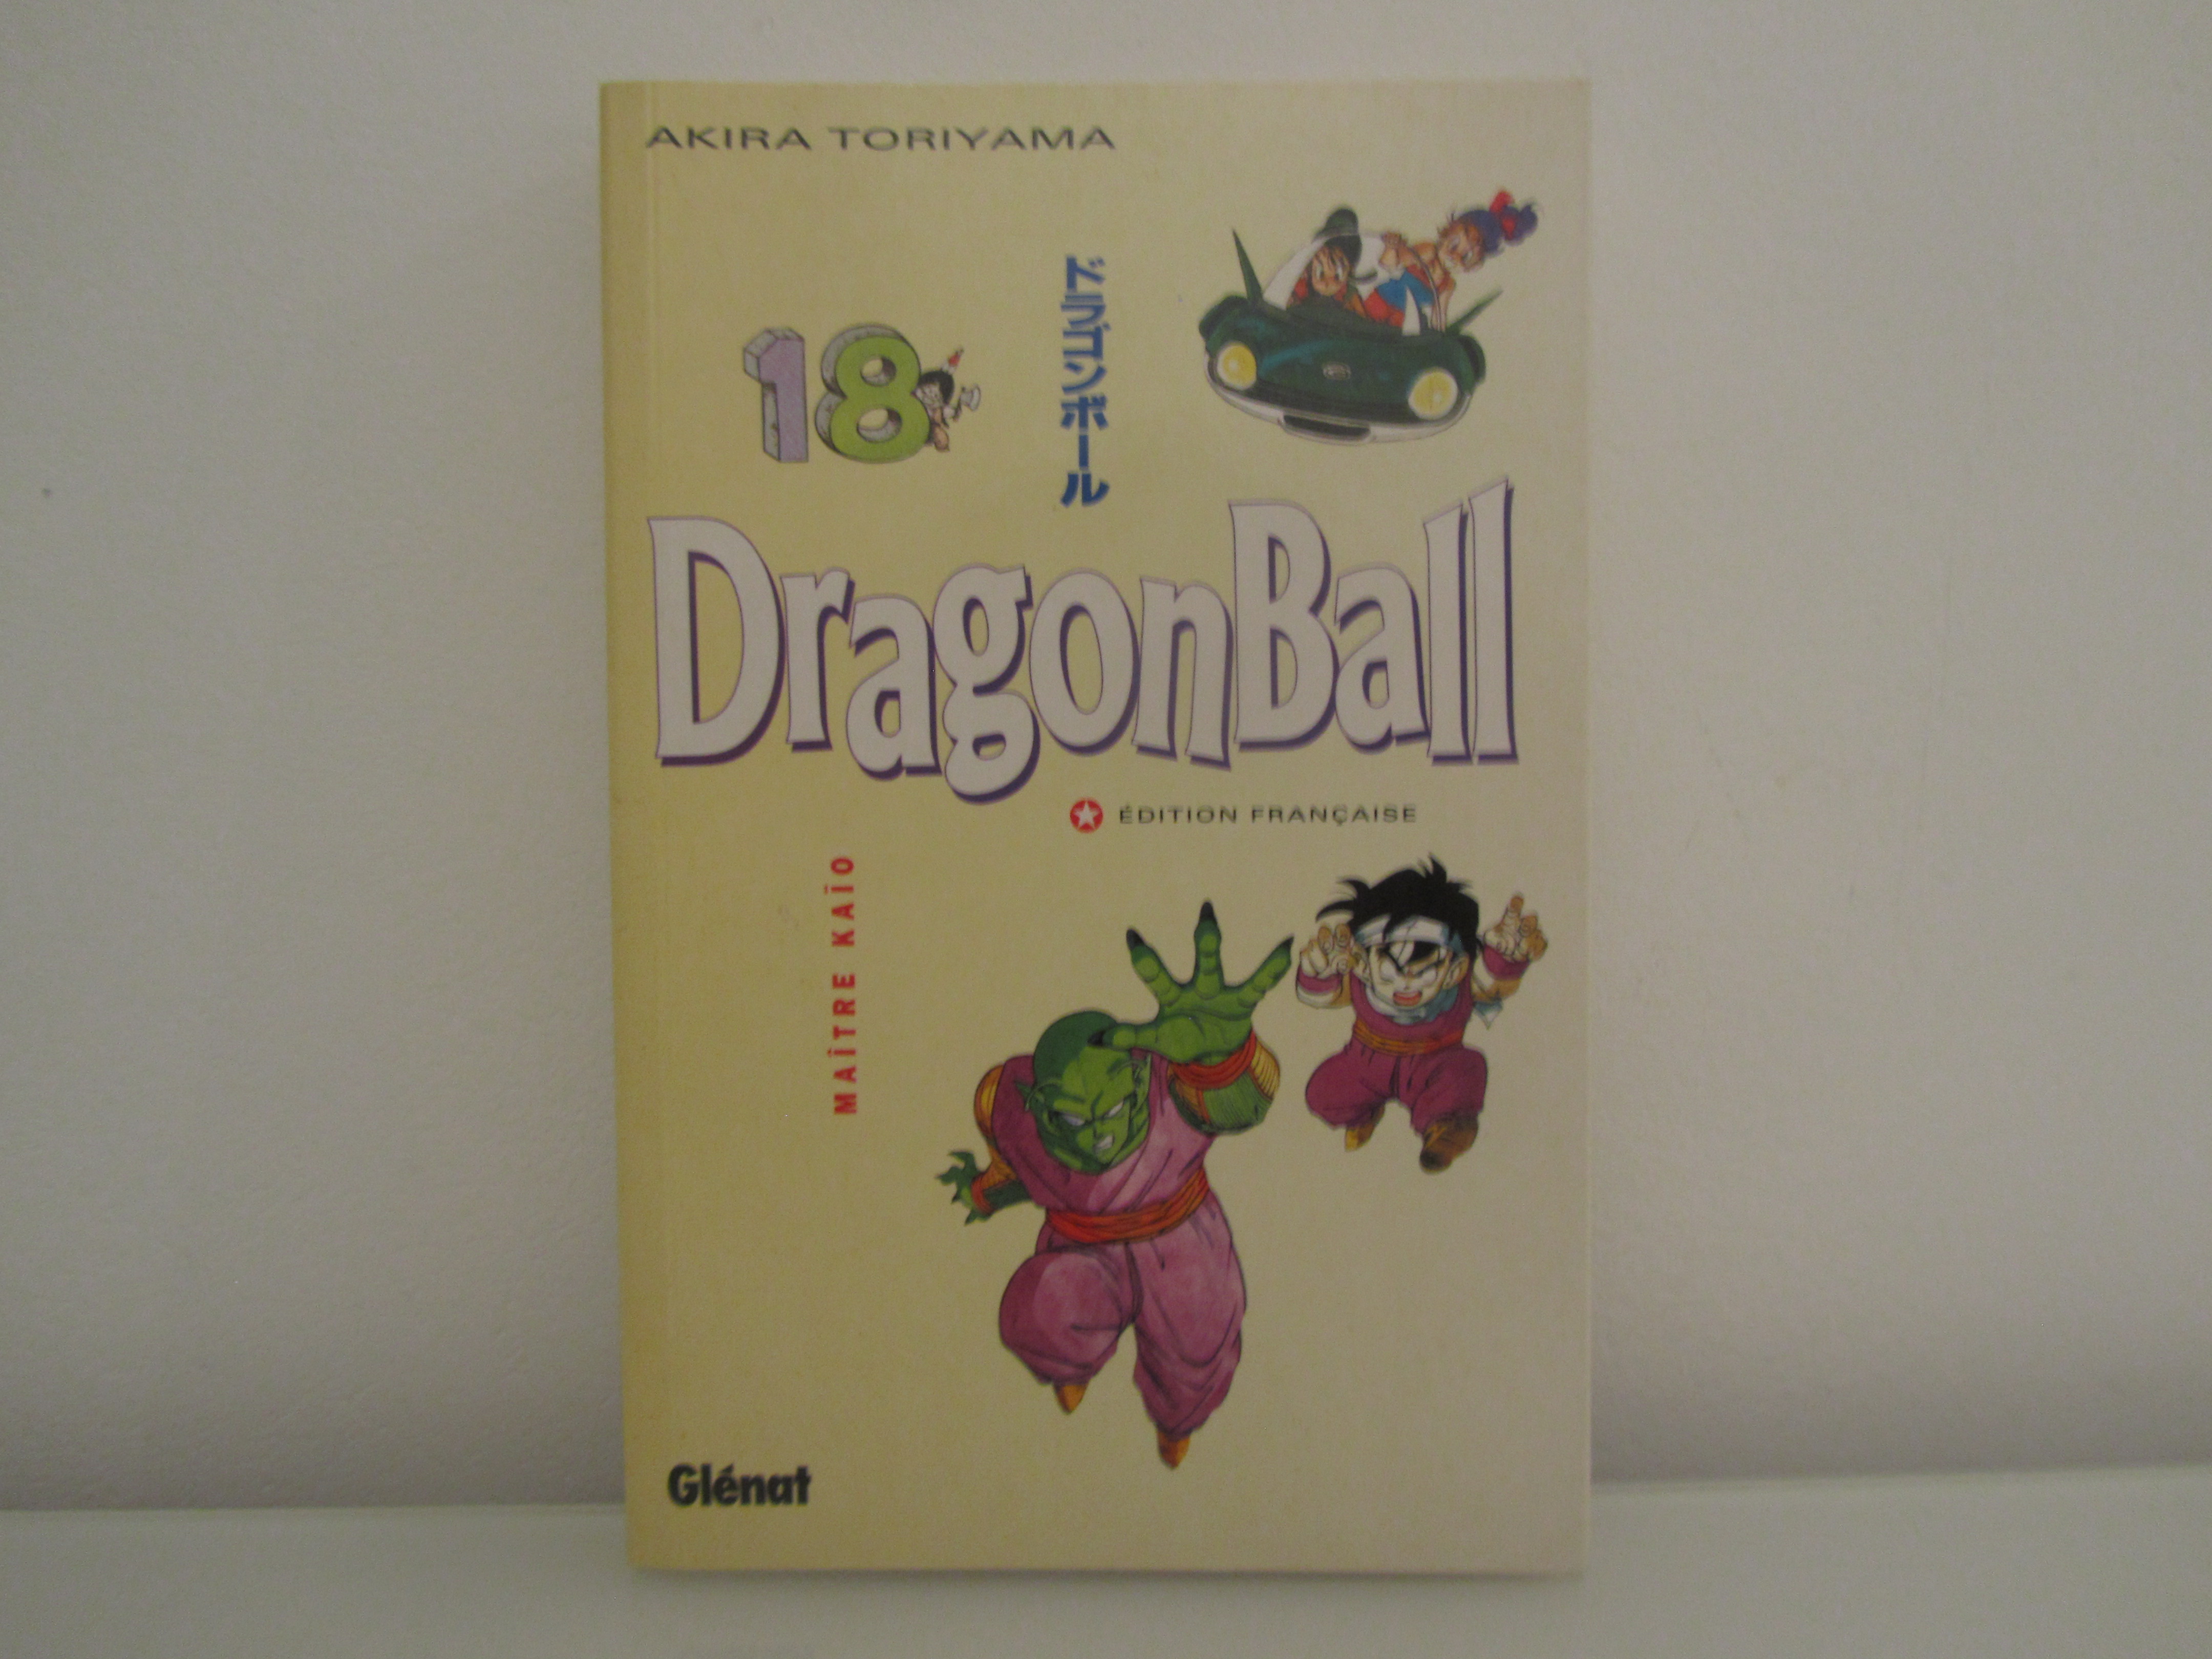 AKIRA TORIYAMA
18
ドラゴンボール
DragonBall
ÉDITION FRANÇAISE
MAÎTRE KAÏO
Glénat